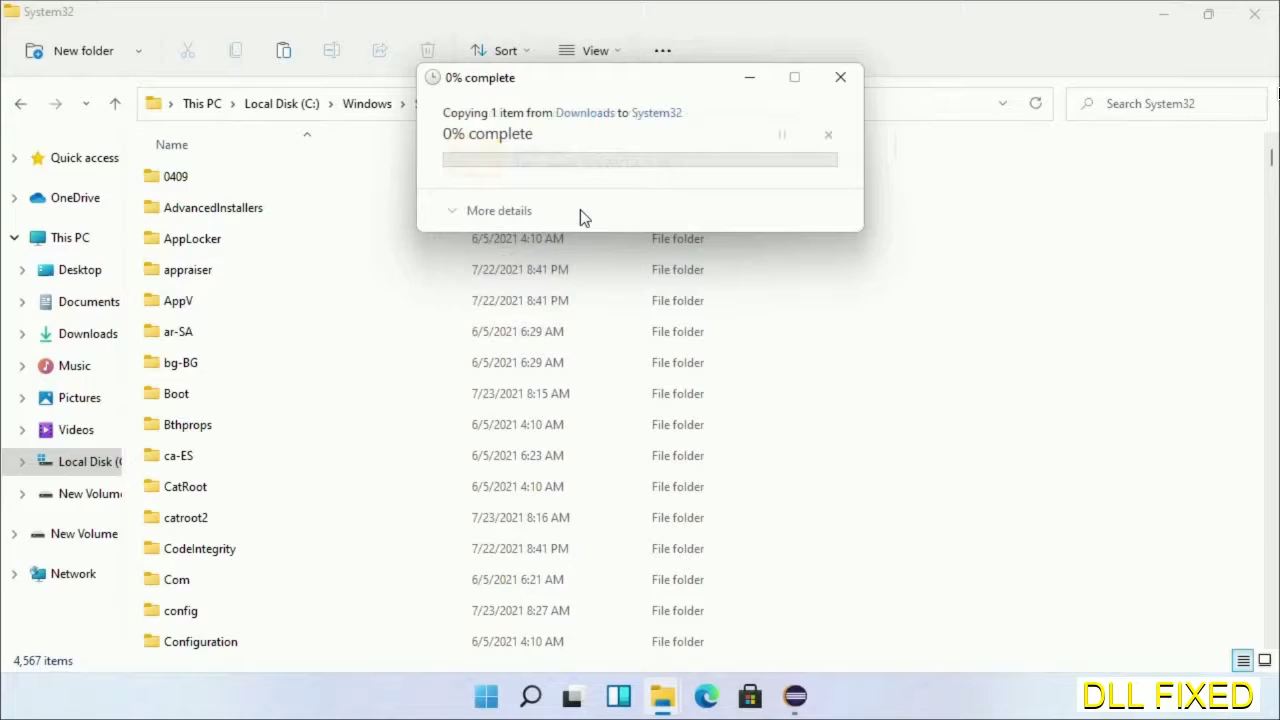 System32
New folder
Sort
View
0% complete
Copying 1 item from Downloads to System32
0% complete
More details
This PC
Local Disk (C:)
Windows
Search System32
Name
Quick access
OneDrive
This PC
Desktop
Documents
Downloads
Music
Pictures
Videos
Local Disk (C
New Volum
New Volume
Network
0409
AdvancedInstallers
AppLocker 6/5/2021 4:10 AM File folder
appraiser 7/22/2021 8:41 PM File folder
AppV 7/22/2021 8:41 PM File folder
ar-SA 6/5/2021 6:29 AM File folder
bg-BG 6/5/2021 6:29 AM File folder
Boot 7/23/2021 8:15 AM File folder
Bthprops 6/5/2021 4:10 AM File folder
ca-ES 6/5/2021 6:23 AM File folder
CatRoot 6/5/2021 4:10 AM File folder
catroot2 7/23/2021 8:16 AM File folder
CodeIntegrity 7/22/2021 8:41 PM File folder
Com 6/5/2021 6:21 AM File folder
config 7/23/2021 8:27 AM File folder
Configuration 6/5/2021 4:10 AM File folder
4,567 items
DLL FIXED